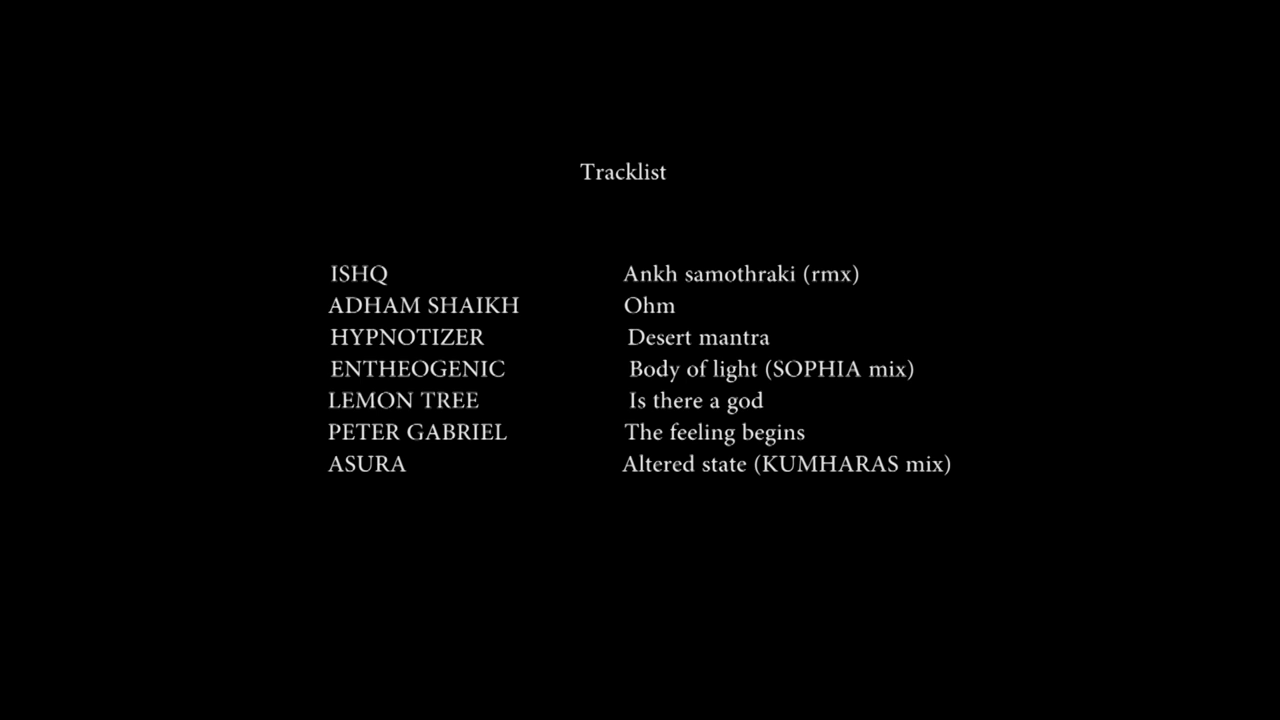 Tracklist
ISHQ Ankh samothraki (rmx)
ADHAM SHAIKH Ohm
HYPNOTIZER Desert mantra
ENTHEOGENIC Body of light (SOPHIA mix)
LEMON TREE Is there a god
PETER GABRIEL The feeling begins
ASURA Altered state (KUMHARAS mix)